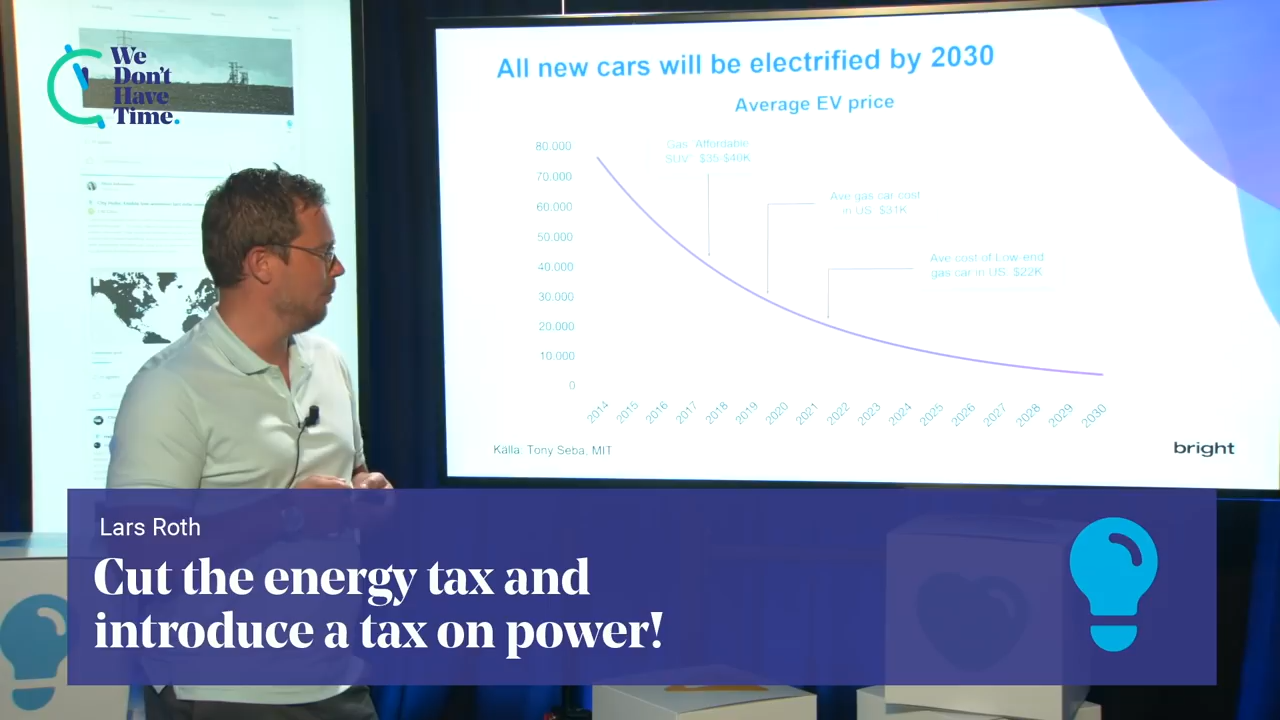 We
Don't
Have
Time.
All new cars will be electrified by 2030
Average EV price
80.000
70.000
60.000
50.000
40.000
30.000
20.000
10.000
0
Gas "Affordable
SUV" $35-$40K
Ave gas car cost
in US: $31K
Ave cost of Low-end
gas car in US: $22K
2014
2015
2016
2017
2018
2019
2020
2021
2022
2023
2024
2025
2026
2027
2028
2029
2030
Källa: Tony Seba, MIT
bright
Lars Roth
Cut the energy tax and
introduce a tax on power!